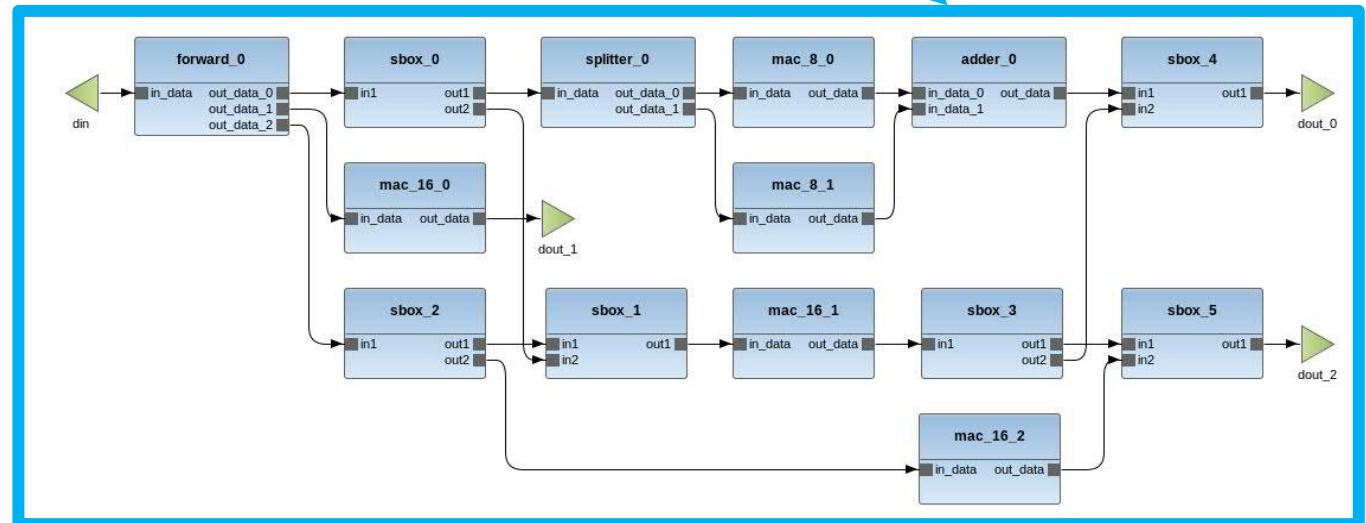 forward_0
sbox_0
splitter_0
mac_8_0
adder_0
sbox_4
in_data out_data_0
in1 out1
in_data out_data_0
in_data out_data
in_data_0 out_data
in1 out1
out_data_1
out2
out_data_1
in_data_1
in2
din
out_data_2
dout_0
mac_16_0
mac_8_1
in_data out_data
in_data out_data
dout_1
sbox_2
sbox_1
mac_16_1
sbox_3
sbox_5
in1 out1
in1 out1
in_data out_data
in1 out1
in1 out1
out2
in2
out2
in2
dout_2
mac_16_2
in_data out_data